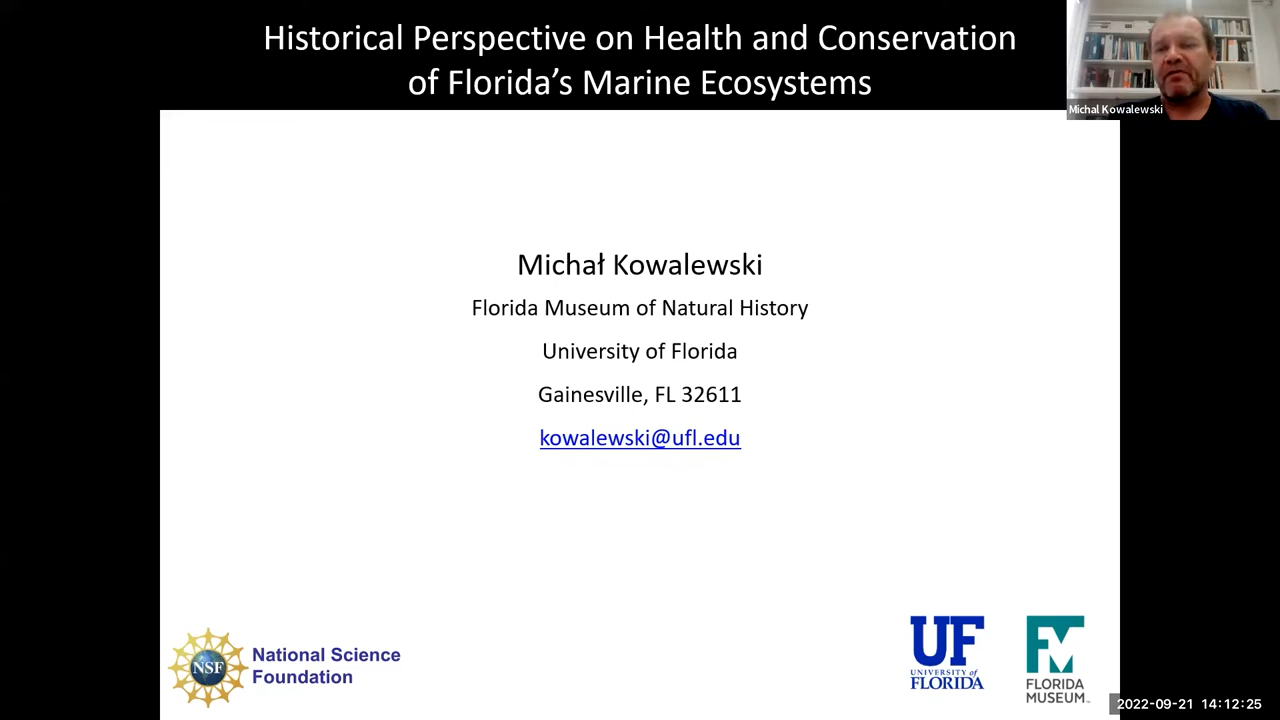 Historical Perspective on Health and Conservation
of Florida's Marine Ecosystems
Michal Kowalewski
Michał Kowalewski
Florida Museum of Natural History
University of Florida
Gainesville, FL 32611
kowalewski@ufl.edu
NSF
National Science
Foundation
UF
UNIVERSITY of
FLORIDA
FM
FLORIDA
MUSEUM
2022-09-21 14:12:25